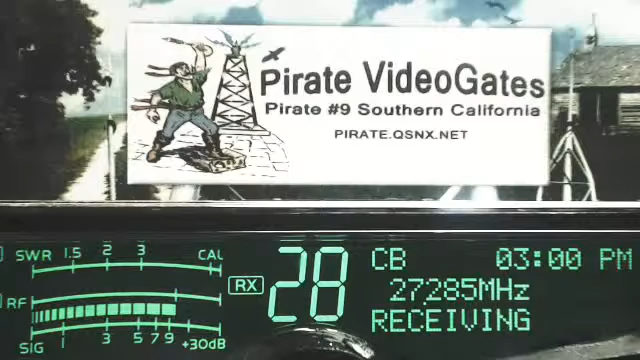 Pirate VideoGates
Pirate #9 Southern California
PIRATE.QSNX.NET
SWR 1.5 2 3 CAL
RX 28 CB 03:00 PM
27285MHz
RF
RECEIVING
SIG 1 3 5 7 9 +30dB